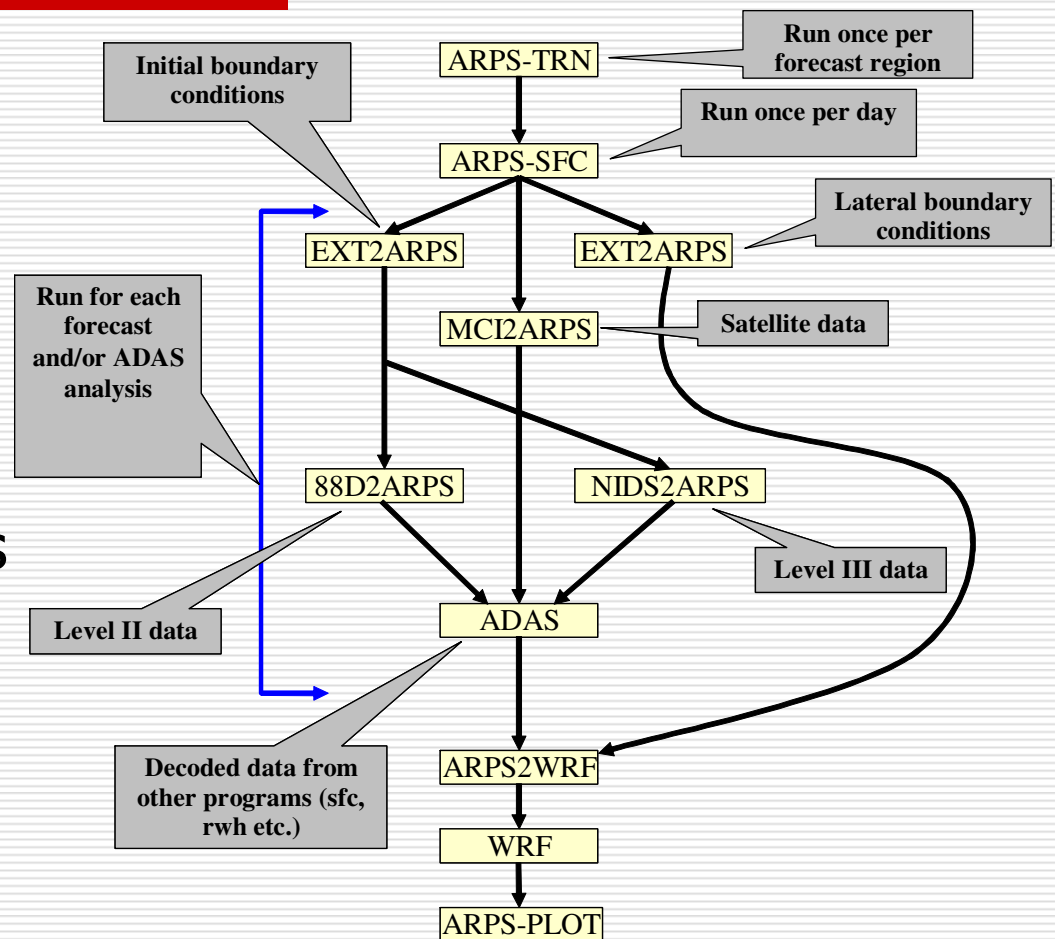 Run once per
forecast region
Initial boundary
conditions
ARPS-TRN
Run once per day
ARPS-SFC
Lateral boundary
conditions
EXT2ARPS
EXT2ARPS
Run for each
forecast
and/or ADAS
analysis
MCI2ARPS
Satellite data
88D2ARPS
NIDS2ARPS
s
Level III data
Level II data
ADAS
Decoded data from
other programs (sfc,
rwh etc.)
ARPS2WRF
WRF
ARPS-PLOT